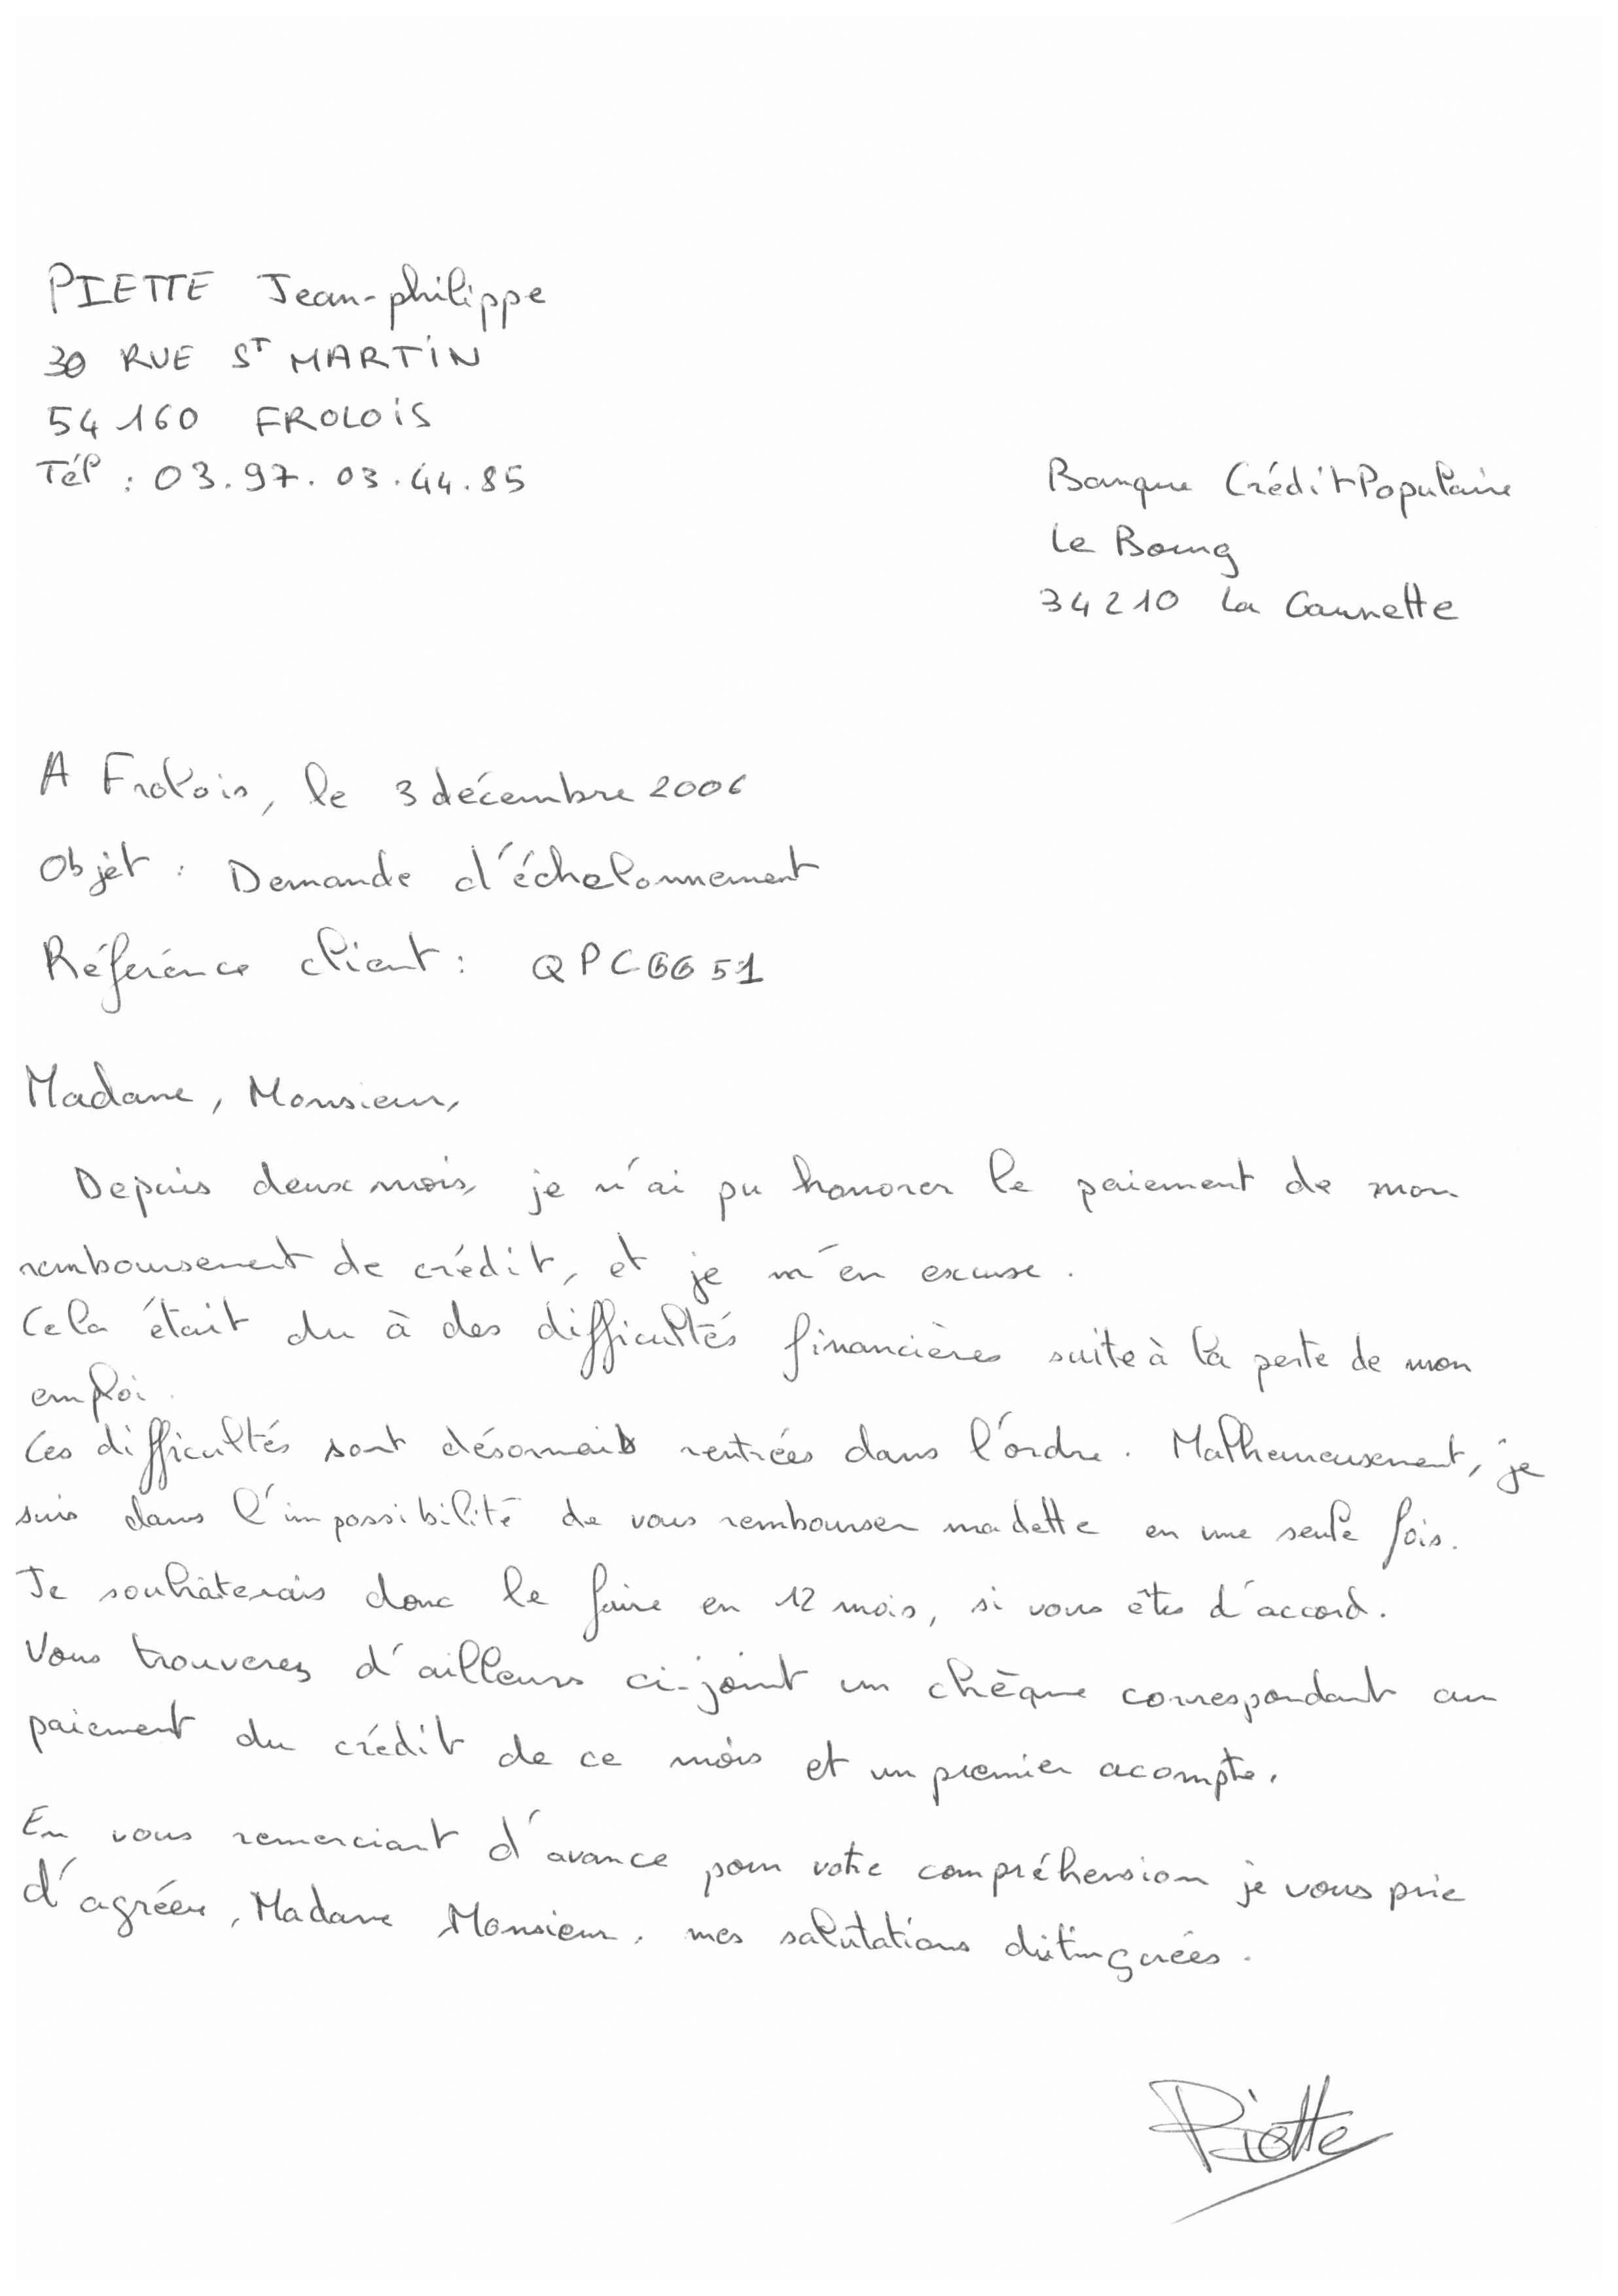 PIETTE Jean-philippe
30 RUE ST MARTIN
54160 FROLOIS
Tél : 03.97.03.44.85
Banque Crédit Populaire
Le Bourg
34210 La Caunette
A Frolois, le 3 décembre 2006
Objet : Demande d'échelonnement
Référence client : QPC6651
Madame, Monsieur,
Depuis deux mois, je n'ai pu honorer le paiement de mon
remboursement de crédit, et je m'en excuse.
Cela était du à des difficultés financières suite à la perte de mon
emploi.
Ces difficultés sont désormais rentrées dans l'ordre. Malheureusement, je
suis dans l'impossibilité de vous rembourser ma dette en une seule fois.
Je souhâterais donc le faire en 12 mois, si vous êtes d'accord.
Vous trouverez d'ailleurs ci-joint un chèque correspondant au
paiement du crédit de ce mois et un premier acompte.
En vous remerciant d'avance pour votre compréhension je vous prie
d'agréer, Madame Monsieur, mes salutations distinguées.
Piette